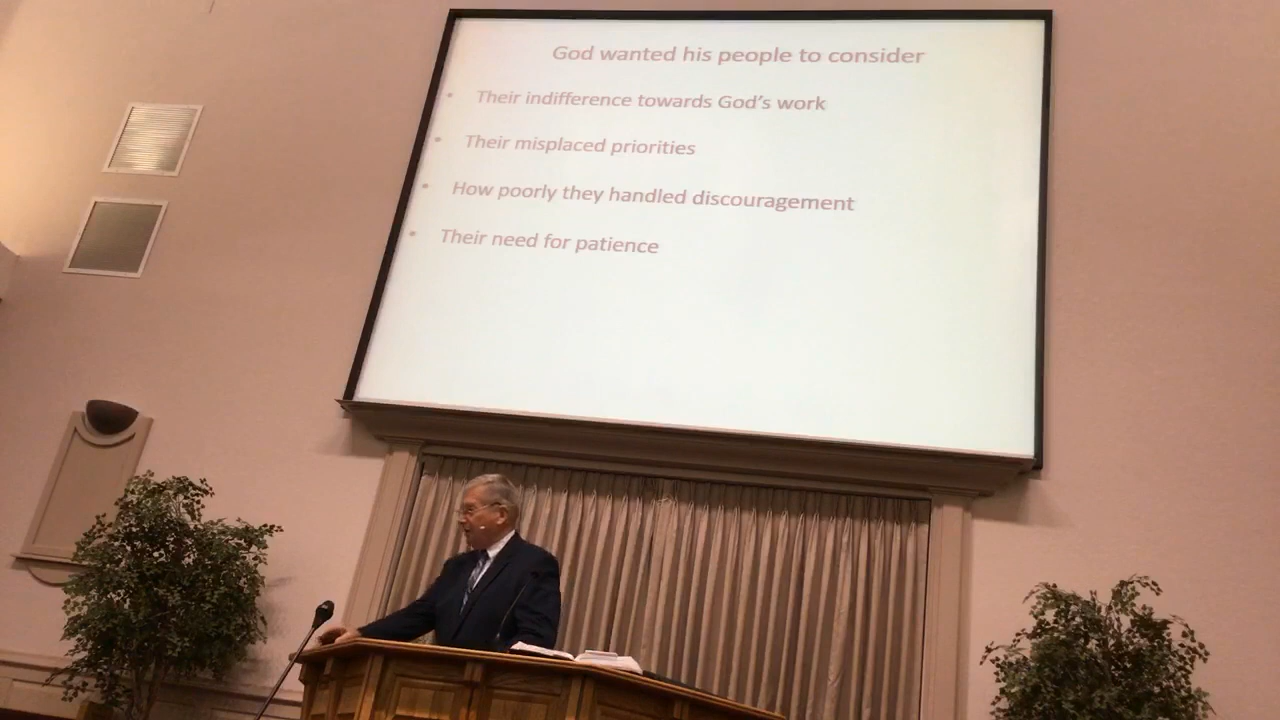 God wanted his people to consider
• Their indifference towards God's work
• Their misplaced priorities
• How poorly they handled discouragement
• Their need for patience